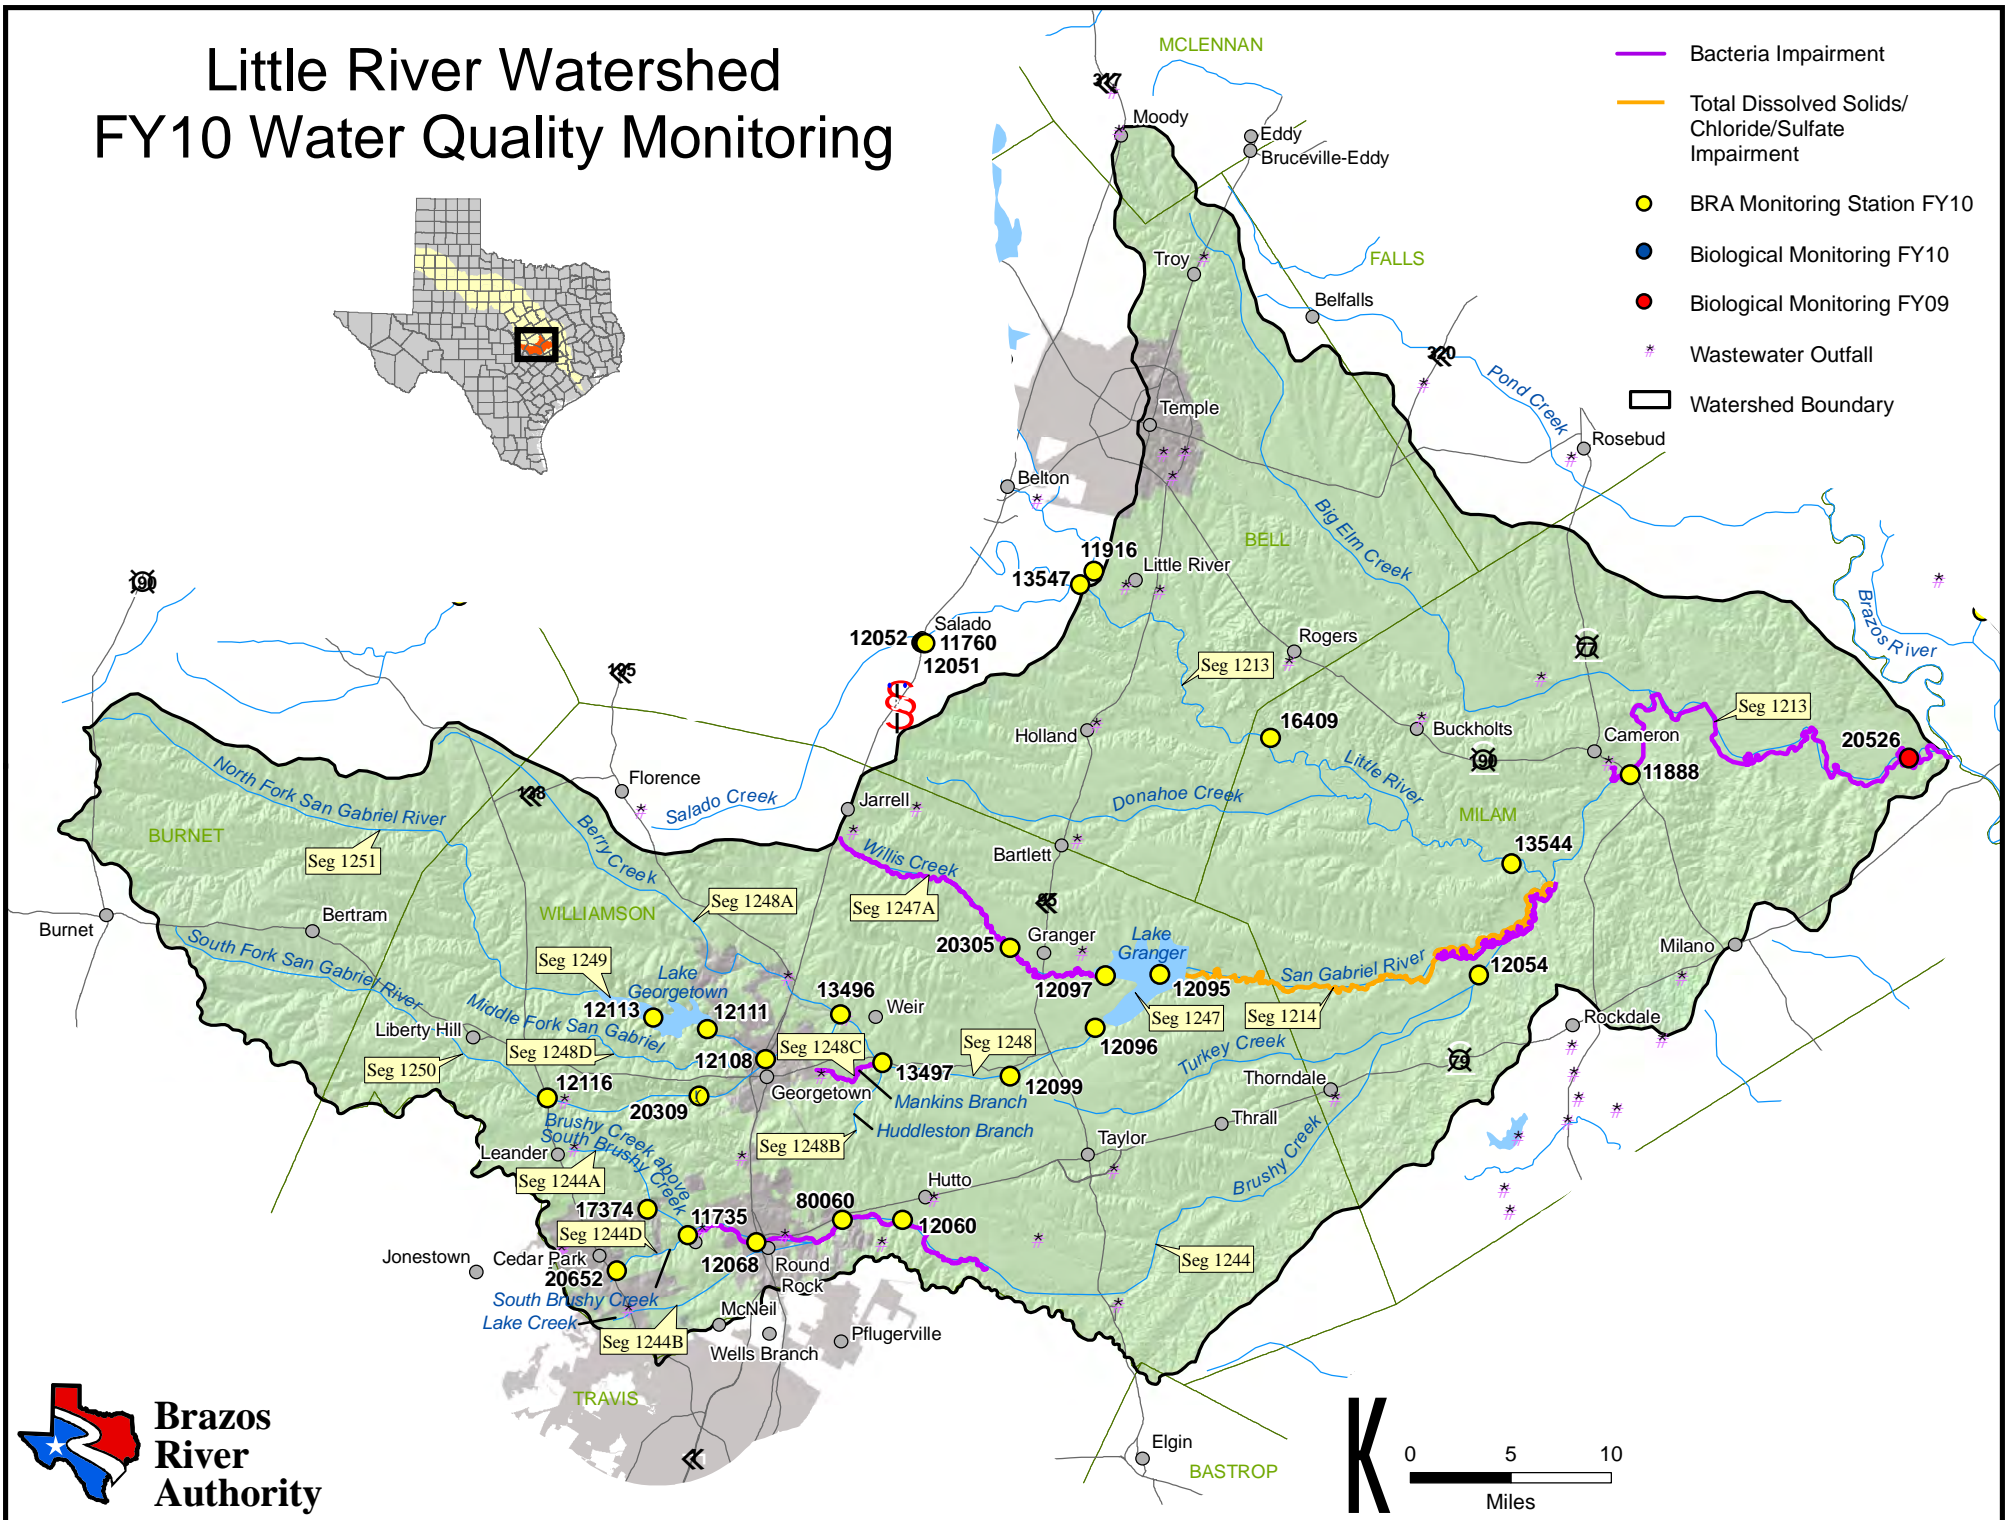 Little River Watershed
FY10 Water Quality Monitoring
Bacteria Impairment
Total Dissolved Solids/
Chloride/Sulfate
Impairment
BRA Monitoring Station FY10
Biological Monitoring FY10
Biological Monitoring FY09
Wastewater Outfall
Watershed Boundary
MCLENNAN
317
Moody
Eddy
Bruceville-Eddy
Troy
FALLS
Belfalls
320
Pond Creek
Temple
Rosebud
Belton
Big Elm Creek
BELL
11916
13547
Little River
190
Brazos River
12052
Salado
11760
12051
Rogers
77
195
Seg 1213
Seg 1213
16409
Holland
Buckholts
Cameron
20526
190
11888
North Fork San Gabriel River
Florence
138
Salado Creek
Jarrell
Donahoe Creek
Little River
MILAM
BURNET
Berry Creek
Seg 1251
Willis Creek
Bartlett
13544
Seg 1248A
Seg 1247A
95
WILLIAMSON
Bertram
Burnet
South Fork San Gabriel River
20305
Granger
Lake
Granger
Milano
Seg 1249
Lake
Georgetown
San Gabriel River
12054
12097
12095
12113
12111
13496
Weir
Seg 1247
Seg 1214
Rockdale
Middle Fork San Gabriel
Liberty Hill
Seg 1248D
12108
Seg 1248C
Seg 1248
12096
Turkey Creek
79
Seg 1250
13497
12099
Thorndale
12116
20309
Georgetown
Mankins Branch
Thrall
Brushy Creek above
South Brushy
Creek
Huddleston Branch
Seg 1248B
Taylor
Leander
Seg 1244A
Brushy Creek
Hutto
17374
11735
80060
12060
Seg 1244D
Seg 1244
Jonestown
Cedar Park
20652
12068
Round
Rock
South Brushy Creek
Lake Creek
McNeil
Seg 1244B
Wells Branch
Pflugerville
TRAVIS
Brazos
River
Authority
Elgin
BASTROP
K
0 5 10
Miles